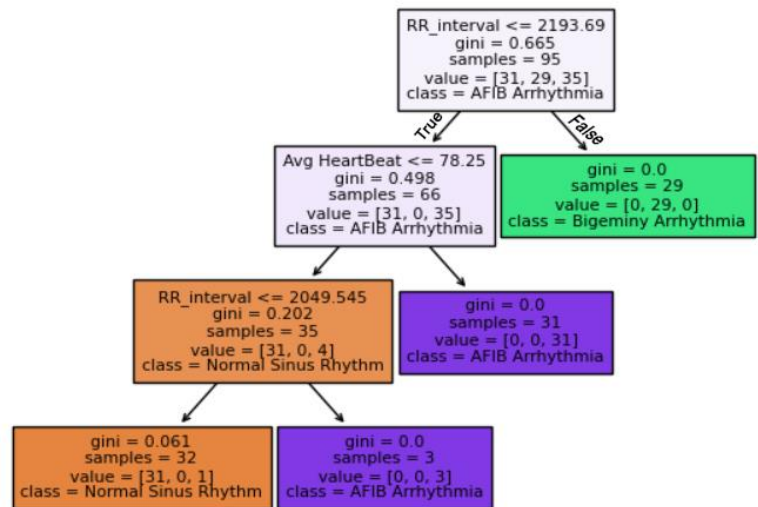 RR_interval <= 2193.69
gini = 0.665
samples = 95
value = [31, 29, 35]
class = AFIB Arrhythmia
True
False
Avg HeartBeat <= 78.25
gini = 0.498
samples = 66
value = [31, 0, 35]
class = AFIB Arrhythmia
gini = 0.0
samples = 29
value = [0, 29, 0]
class = Bigeminy Arrhythmia
RR_interval <= 2049.545
gini = 0.202
samples = 35
value = [31, 0, 4]
class = Normal Sinus Rhythm
gini = 0.0
samples = 31
value = [0, 0, 31]
class = AFIB Arrhythmia
gini = 0.061
samples = 32
value = [31, 0, 1]
class = Normal Sinus Rhythm
gini = 0.0
samples = 3
value = [0, 0, 3]
class = AFIB Arrhythmia